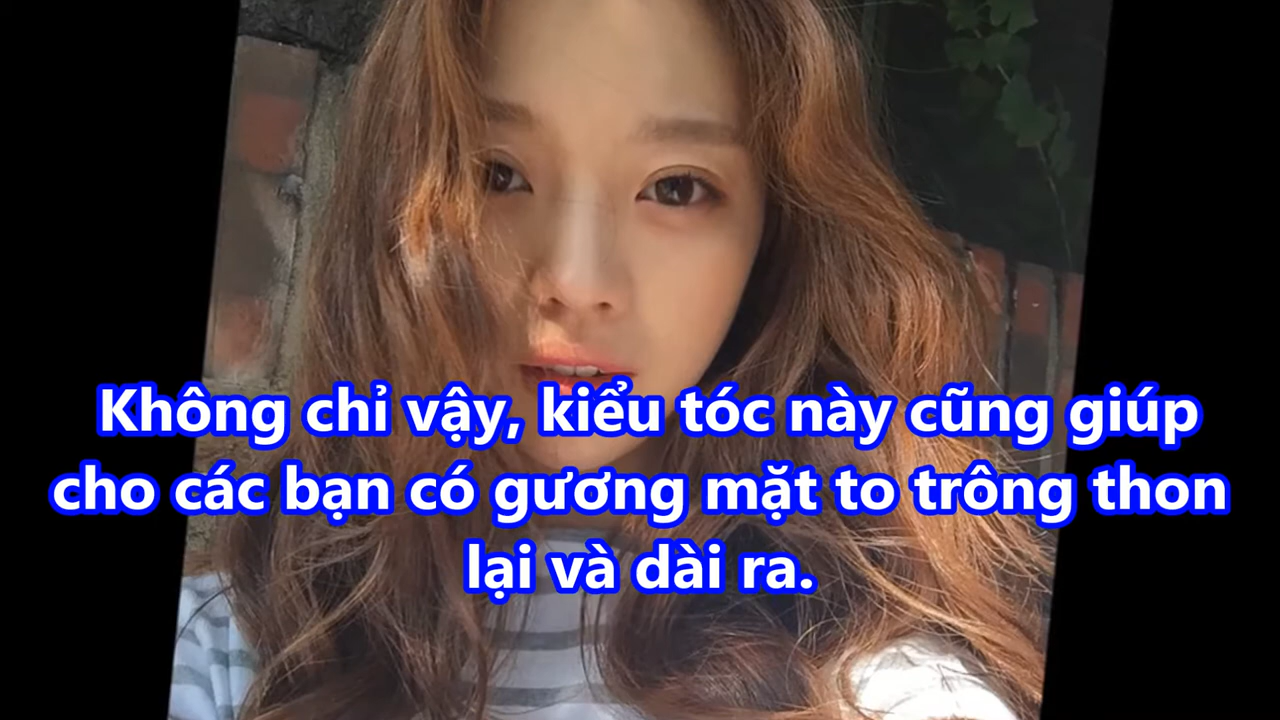 Không chỉ vậy, kiểu tóc này cũng giúp
cho các bạn có gương mặt to trông thon
lại và dài ra.